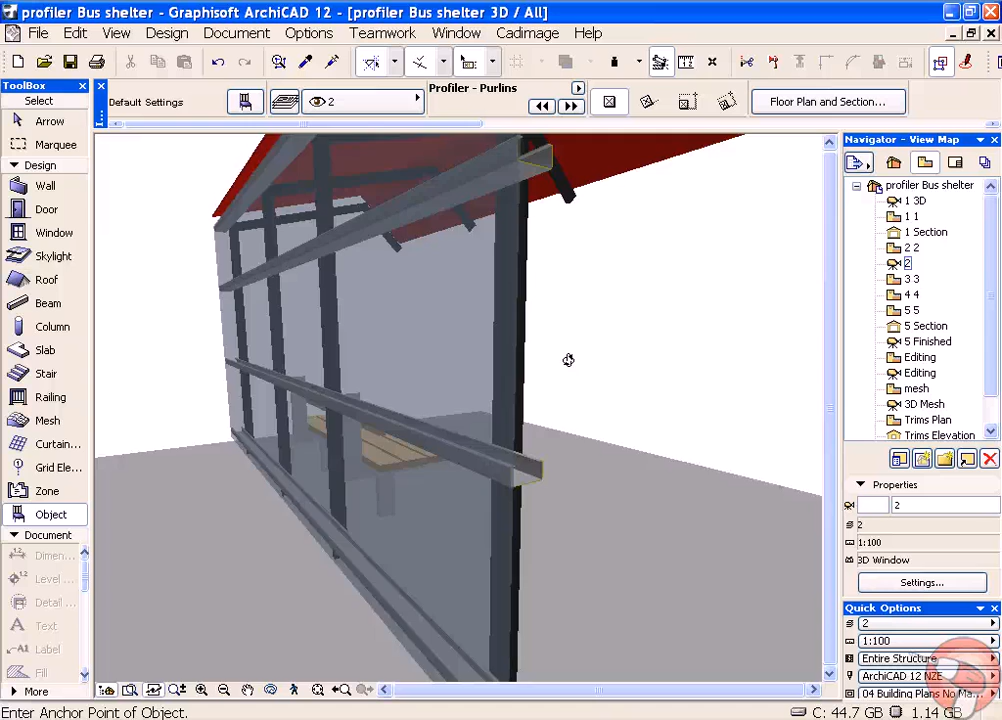 profiler Bus shelter - Graphisoft ArchiCAD 12 - [profiler Bus shelter 3D / All]
File Edit View Design Document Options Teamwork Window Cadimage Help
ToolBox
Select
Arrow
Marquee
Design
Wall
Door
Window
Skylight
Roof
Beam
Column
Slab
Stair
Railing
Mesh
Curtain...
Grid Ele...
Zone
Object
Document
Dimen...
Level ...
Detail ...
Text
Label
Fill
More
Default Settings
2
Profiler - Purlins
Floor Plan and Section...
Navigator - View Map
profiler Bus shelter
1 3D
1 1
1 Section
2 2
2
3 3
4 4
5 5
5 Section
5 Finished
Editing
Editing
mesh
3D Mesh
Trims Plan
Trims Elevation
Properties
2
2
1:100
3D Window
Settings...
Quick Options
2
1:100
Entire Structure
ArchiCAD 12 NZE
04 Building Plans No Ma...
Enter Anchor Point of Object.
C: 44.7 GB
1.14 GB